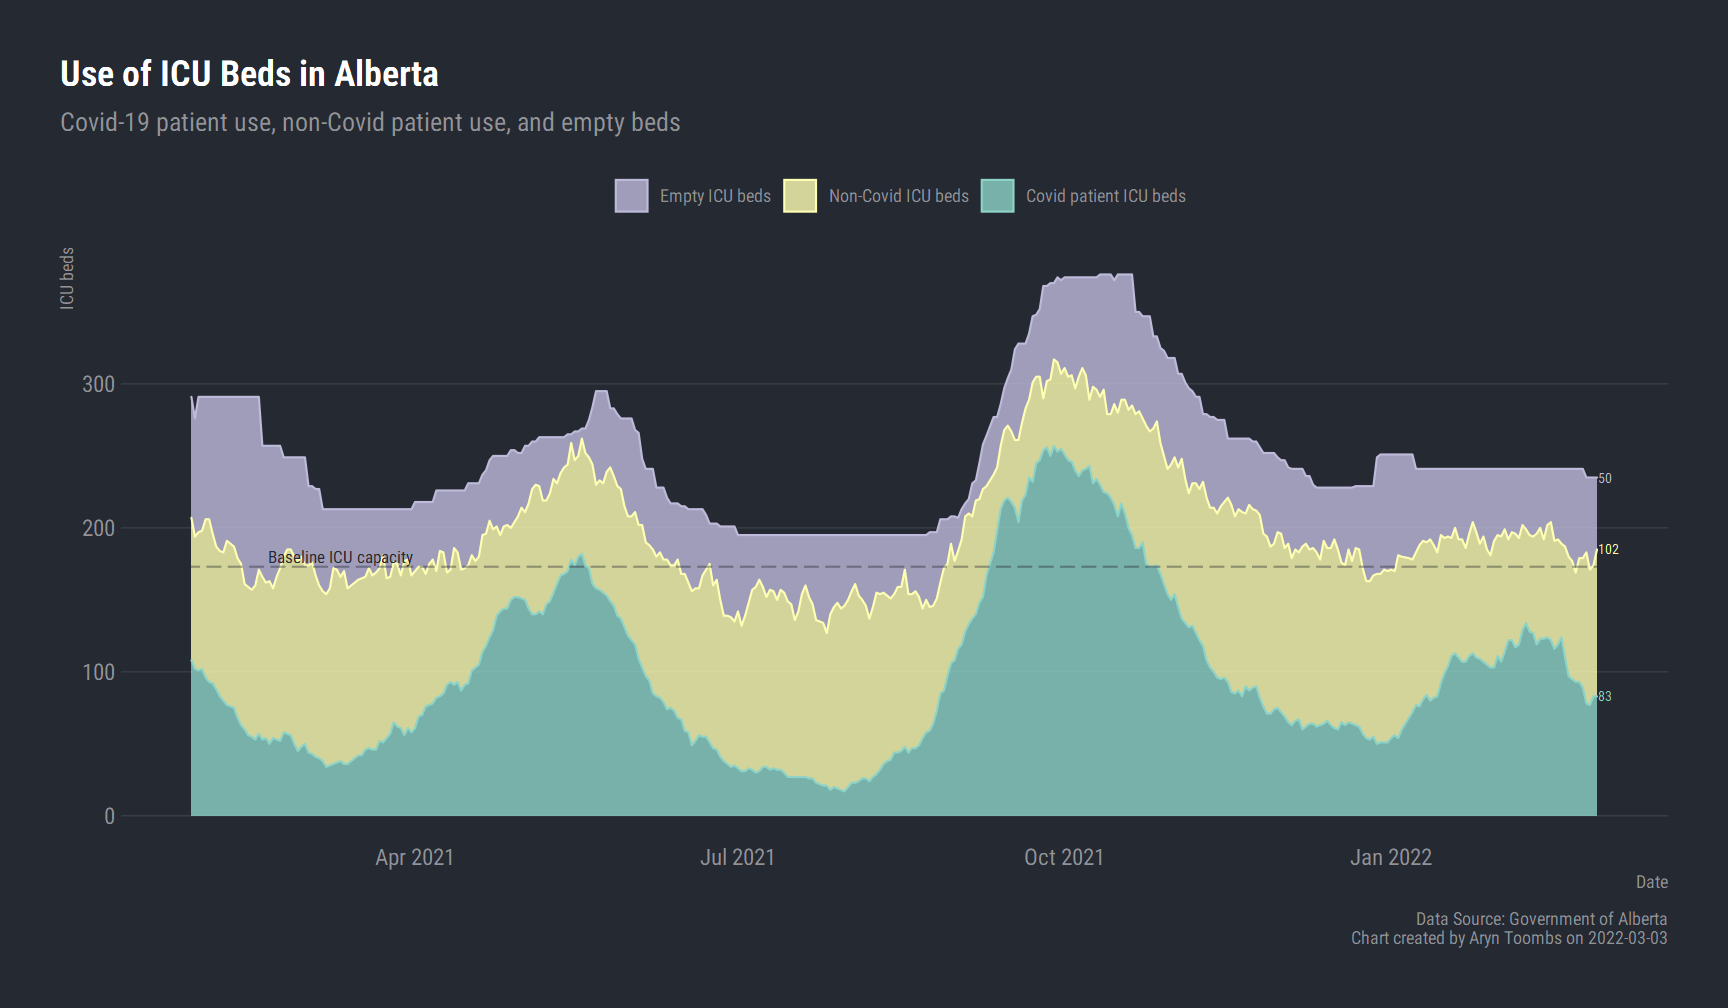 Use of ICU Beds in Alberta
Covid-19 patient use, non-Covid patient use, and empty beds
Empty ICU beds Non-Covid ICU beds Covid patient ICU beds
ICU beds
300
200
100
0
Baseline ICU capacity
50
102
83
Apr 2021 Jul 2021 Oct 2021 Jan 2022
Date
Data Source: Government of Alberta
Chart created by Aryn Toombs on 2022-03-03